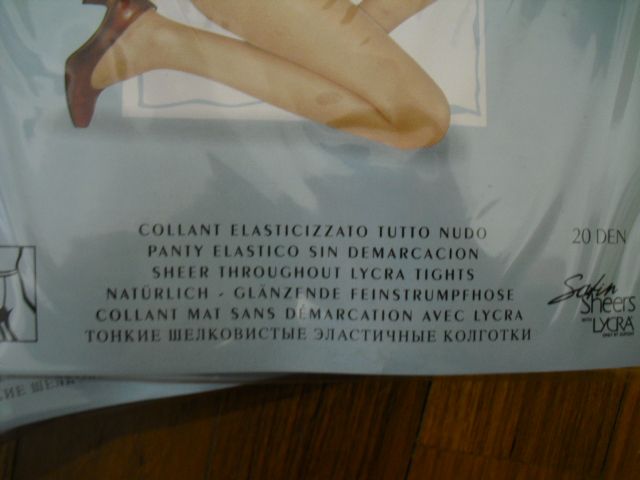 COLLANT ELASTICIZZATO TUTTO NUDO
PANTY ELASTICO SIN DEMARCACION
SHEER THROUGHOUT LYCRA TIGHTS
NATÜRLICH - GLÄNZENDE FEINSTRUMPFHOSE
COLLANT MAT SANS DÉMARCATION AVEC LYCRA
ТОНКИЕ ШЕЛКОВИСТЫЕ ЭЛАСТИЧНЫЕ КОЛГОТКИ
20 DEN
Satin
Sheers
WITH
LYCRA